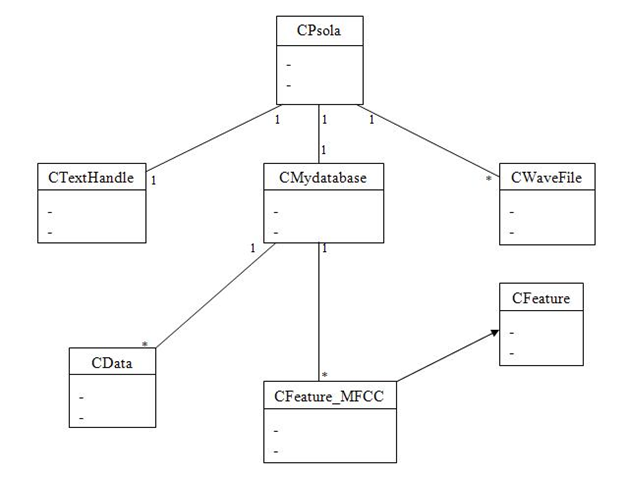 CPsola
-
-
1 1 1
1
CTextHandle
1
-
-
CMydatabase
-
-
CWaveFile
*
-
-
1 1
CFeature
-
-
*
CData
-
-
*
CFeature_MFCC
-
-